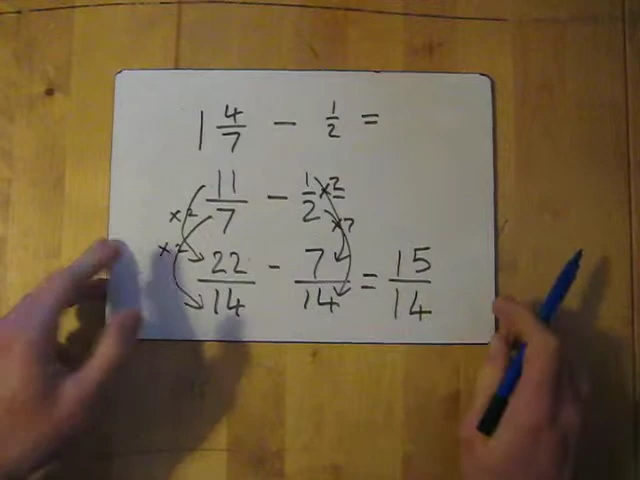 1 4/7 - 1/2 =
11/7 - 1/2 =
×2 ×2 ×7
×2
22/14 - 7/14 = 15/14